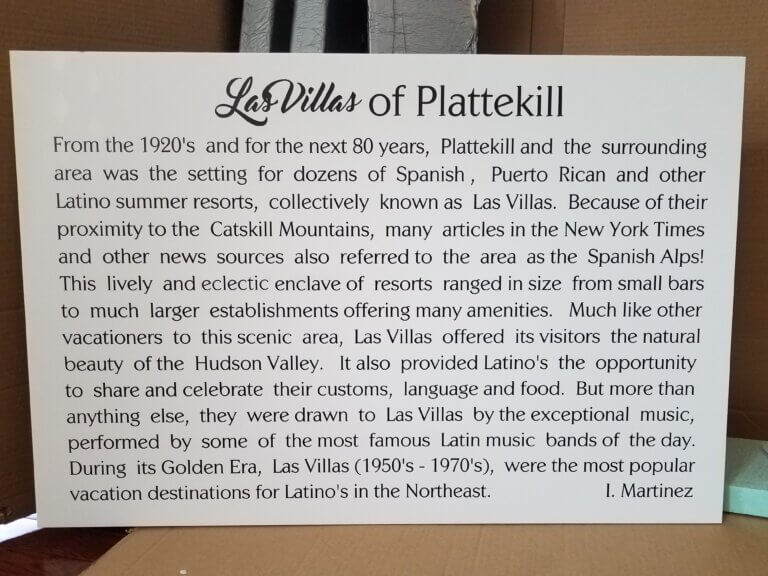 Las Villas of Plattekill
From the 1920's and for the next 80 years, Plattekill and the surrounding
area was the setting for dozens of Spanish , Puerto Rican and other
Latino summer resorts, collectively known as Las Villas. Because of their
proximity to the Catskill Mountains, many articles in the New York Times
and other news sources also referred to the area as the Spanish Alps!
This lively and eclectic enclave of resorts ranged in size from small bars
to much larger establishments offering many amenities. Much like other
vacationers to this scenic area, Las Villas offered its visitors the natural
beauty of the Hudson Valley. It also provided Latino's the opportunity
to share and celebrate their customs, language and food. But more than
anything else, they were drawn to Las Villas by the exceptional music,
performed by some of the most famous Latin music bands of the day.
During its Golden Era, Las Villas (1950's - 1970's), were the most popular
vacation destinations for Latino's in the Northeast. I. Martinez